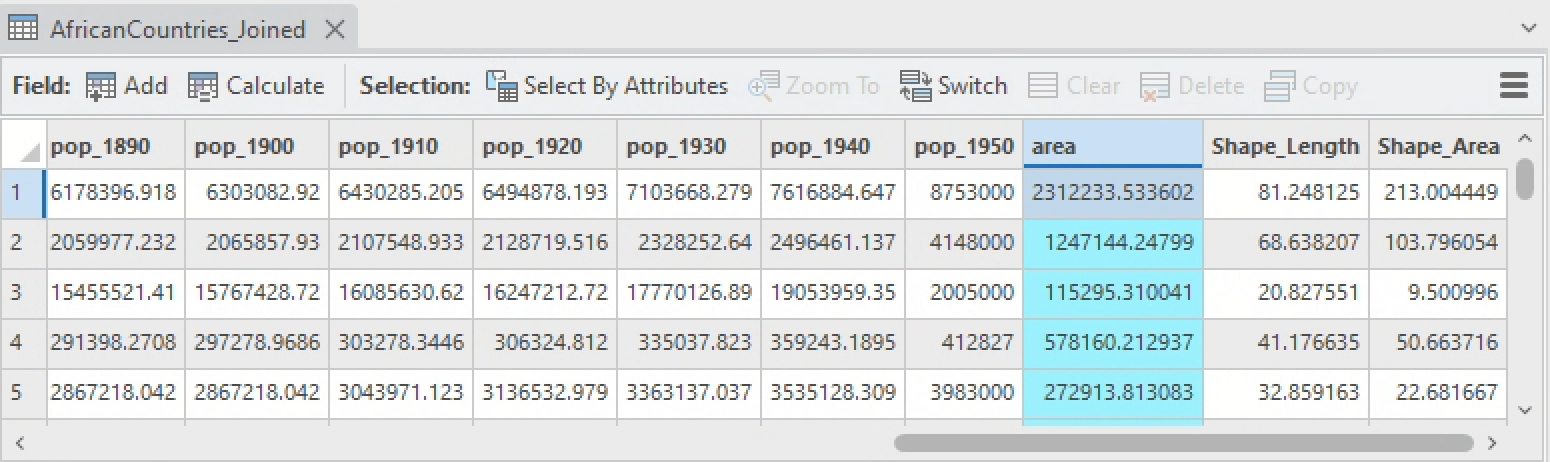 AfricanCountries_Joined
Field: Add Calculate Selection: Select By Attributes Zoom To Switch Clear Delete Copy
pop_1890 pop_1900 pop_1910 pop_1920 pop_1930 pop_1940 pop_1950 area Shape_Length Shape_Area
1 6178396.918 6303082.92 6430285.205 6494878.193 7103668.279 7616884.647 8753000 2312233.533602 81.248125 213.004449
2 2059977.232 2065857.93 2107548.933 2128719.516 2328252.64 2496461.137 4148000 1247144.24799 68.638207 103.796054
3 15455521.41 15767428.72 16085630.62 16247212.72 17770126.89 19053959.35 2005000 115295.310041 20.827551 9.500996
4 291398.2708 297278.9686 303278.3446 306324.812 335037.823 359243.1895 412827 578160.212937 41.176635 50.663716
5 2867218.042 2867218.042 3043971.123 3136532.979 3363137.037 3535128.309 3983000 272913.813083 32.859163 22.681667